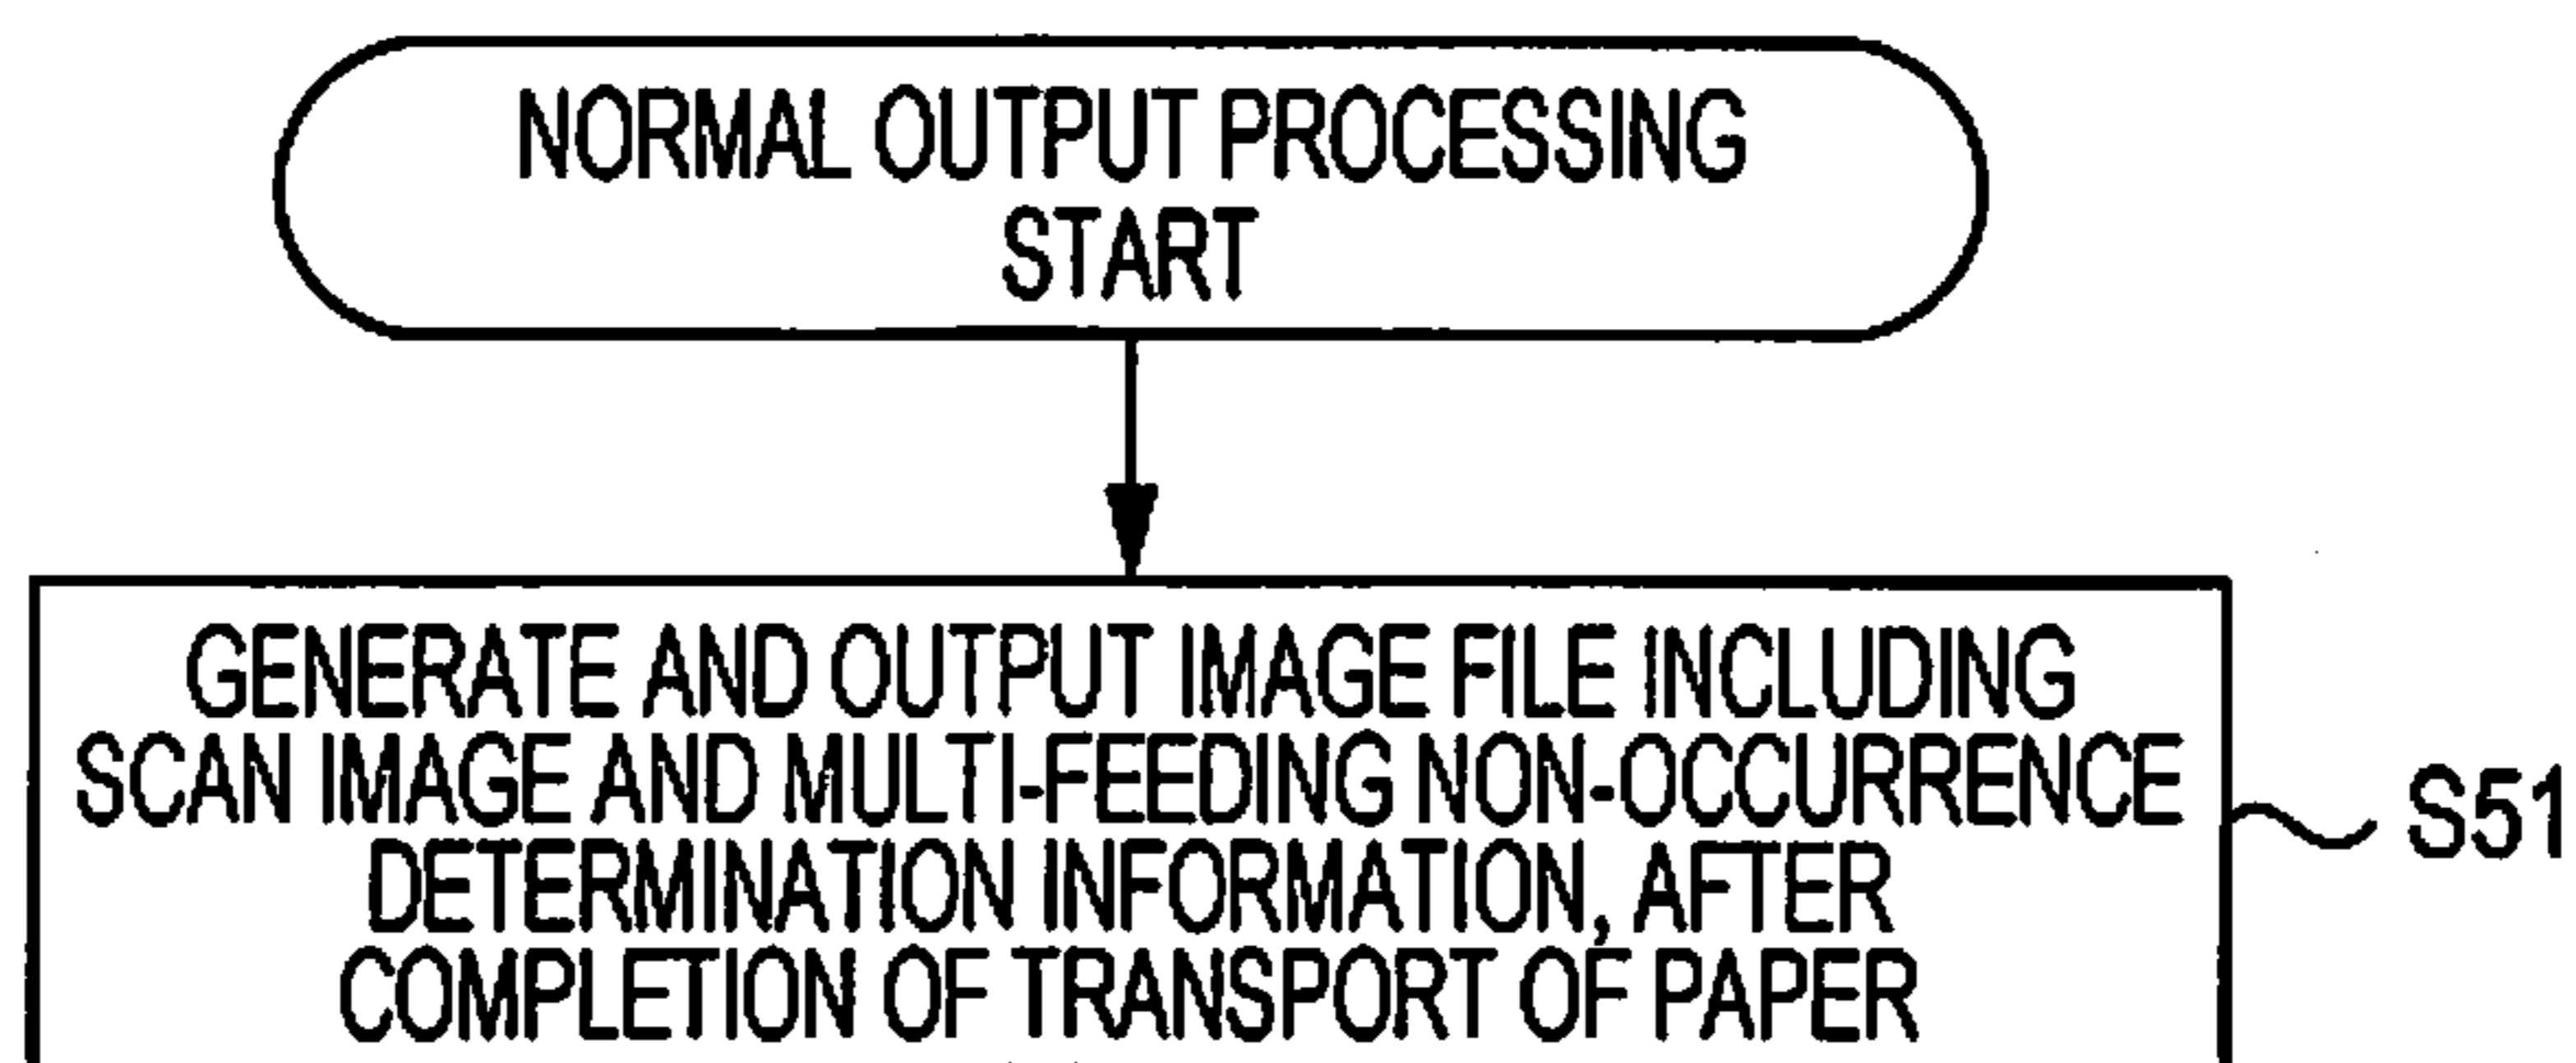 NORMAL OUTPUT PROCESSING
START
GENERATE AND OUTPUT IMAGE FILE INCLUDING
SCAN IMAGE AND MULTI-FEEDING NON-OCCURRENCE
DETERMINATION INFORMATION, AFTER
COMPLETION OF TRANSPORT OF PAPER
S51